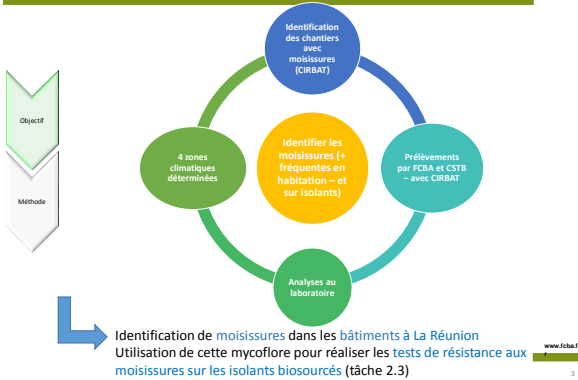 Objectif
Méthode
Identification
des chantiers
avec
moisissures
(CIRBAT)
4 zones
climatiques
déterminées
Identifier les
moisissures (+
fréquentes en
habitation – et
sur isolants)
Prélèvements
par FCBA et CSTB
– avec CIRBAT
Analyses au
laboratoire
Identification de moisissures dans les bâtiments à La Réunion
Utilisation de cette mycoflore pour réaliser les tests de résistance aux
moisissures sur les isolants biosourcés (tâche 2.3)
www.fcba.f
3